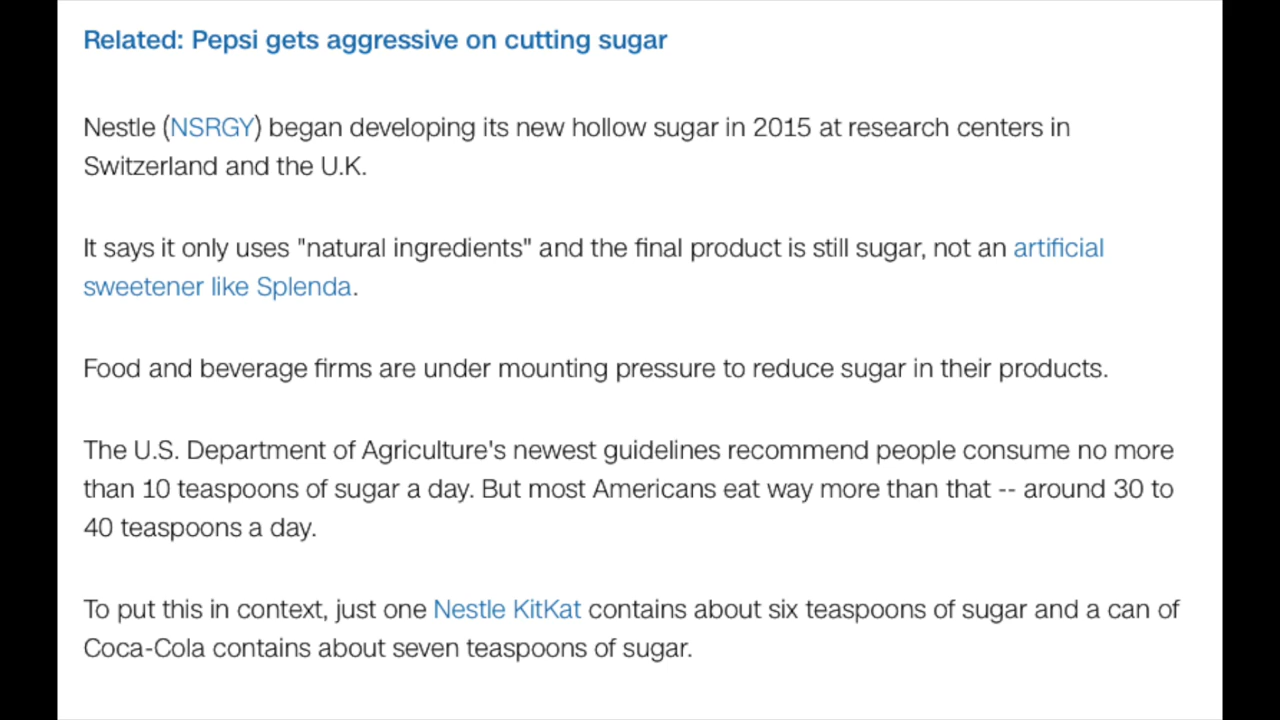 Related: Pepsi gets aggressive on cutting sugar
Nestle (NSRGY) began developing its new hollow sugar in 2015 at research centers in
Switzerland and the U.K.
It says it only uses "natural ingredients" and the final product is still sugar, not an artificial
sweetener like Splenda.
Food and beverage firms are under mounting pressure to reduce sugar in their products.
The U.S. Department of Agriculture's newest guidelines recommend people consume no more
than 10 teaspoons of sugar a day. But most Americans eat way more than that -- around 30 to
40 teaspoons a day.
To put this in context, just one Nestle KitKat contains about six teaspoons of sugar and a can of
Coca-Cola contains about seven teaspoons of sugar.